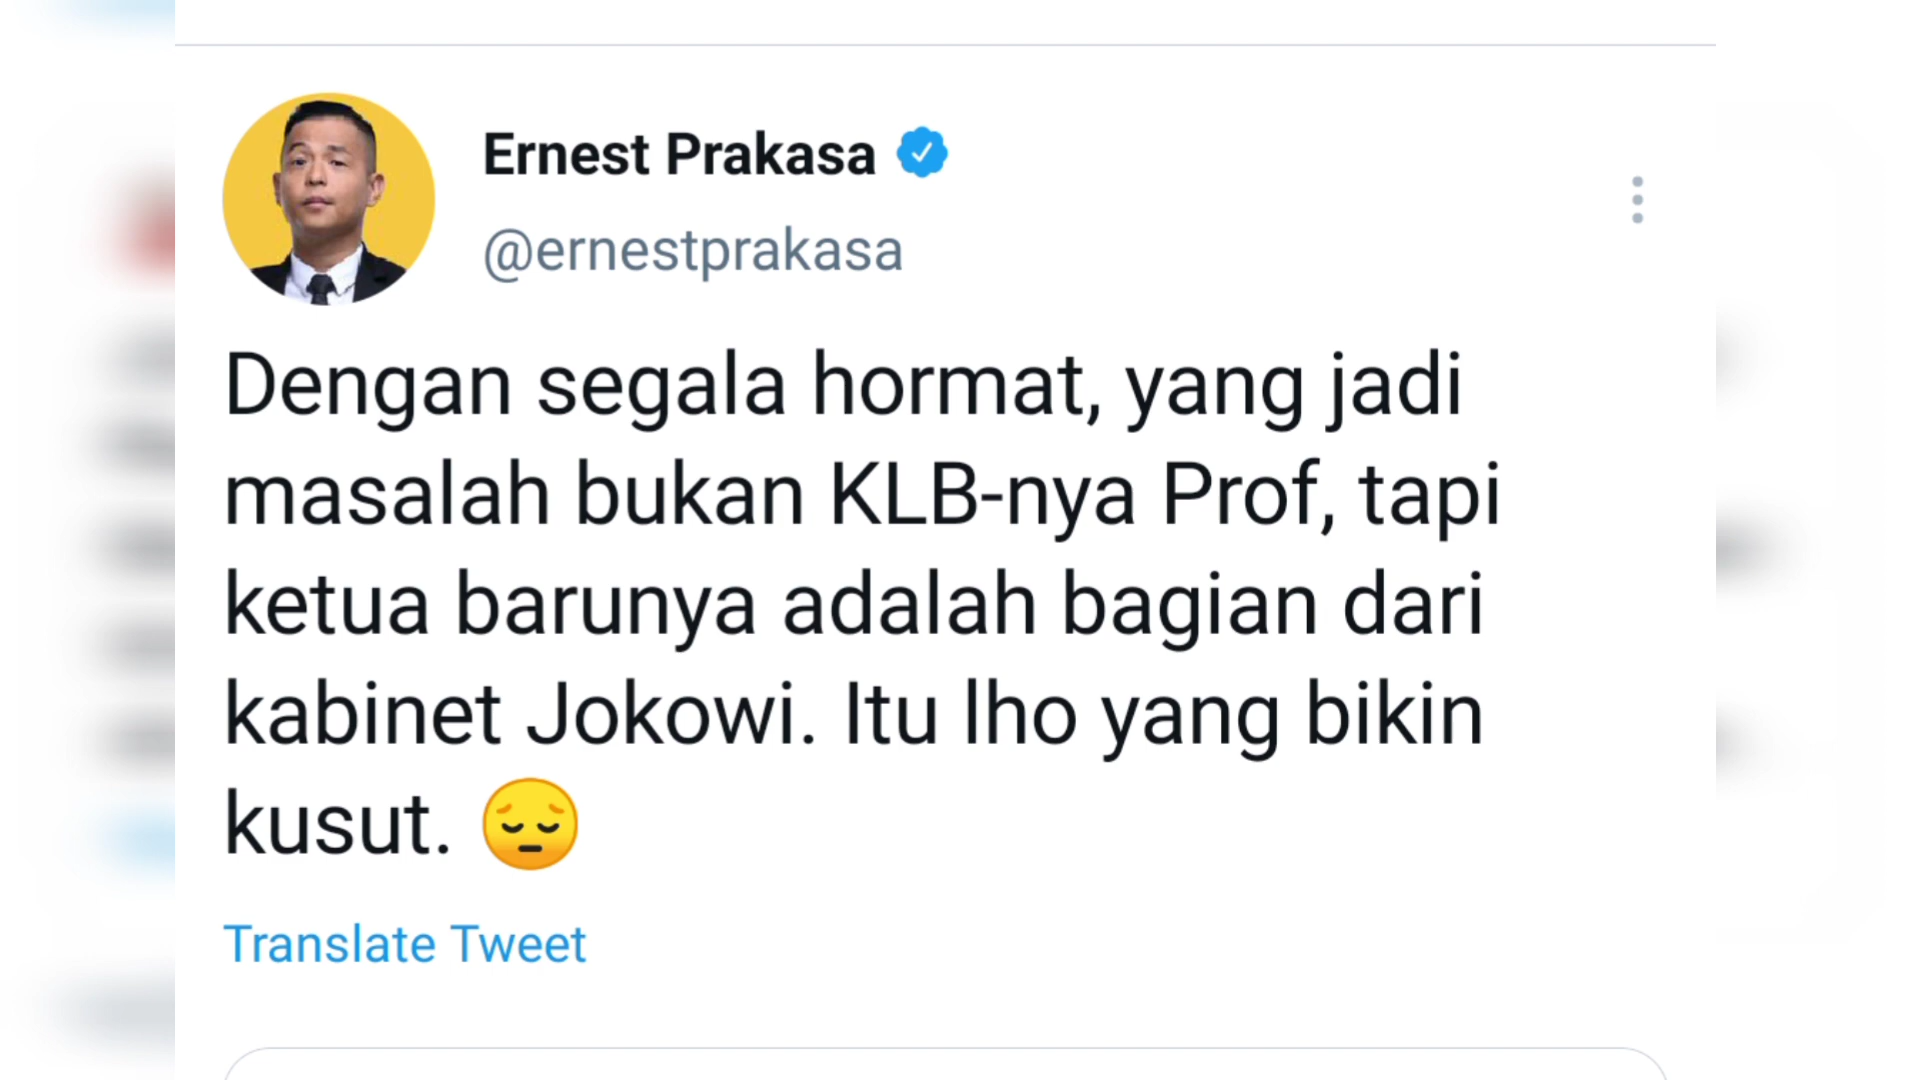 Ernest Prakasa
@ernestprakasa
Dengan segala hormat, yang jadi
masalah bukan KLB-nya Prof, tapi
ketua barunya adalah bagian dari
kabinet Jokowi. Itu lho yang bikin
kusut. 😔
Translate Tweet